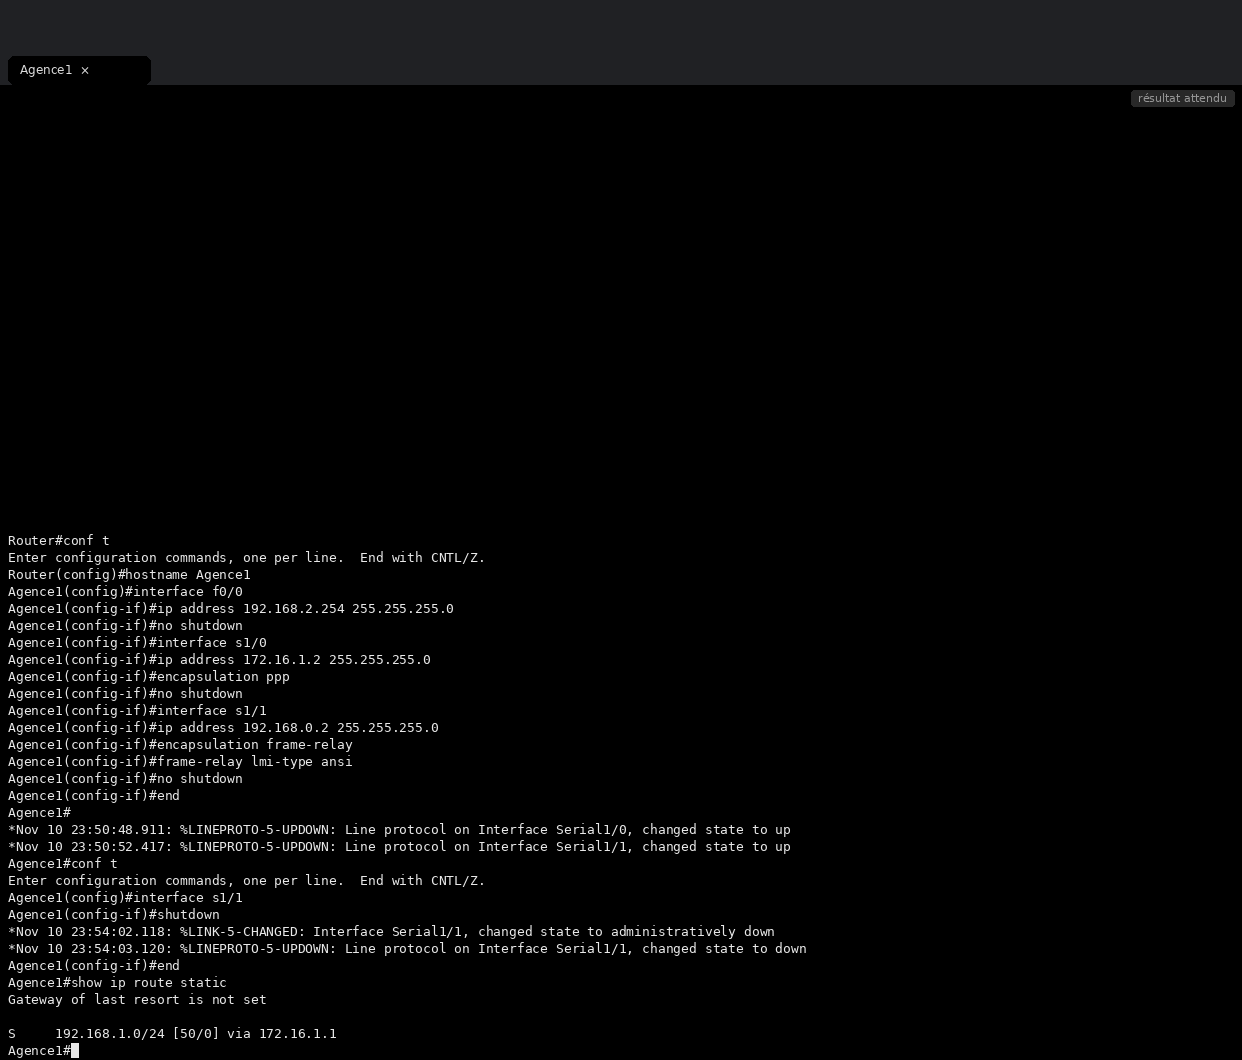 Agence1 ×
résultat attendu
Router#conf t
Enter configuration commands, one per line.  End with CNTL/Z.
Router(config)#hostname Agence1
Agence1(config)#interface f0/0
Agence1(config-if)#ip address 192.168.2.254 255.255.255.0
Agence1(config-if)#no shutdown
Agence1(config-if)#interface s1/0
Agence1(config-if)#ip address 172.16.1.2 255.255.255.0
Agence1(config-if)#encapsulation ppp
Agence1(config-if)#no shutdown
Agence1(config-if)#interface s1/1
Agence1(config-if)#ip address 192.168.0.2 255.255.255.0
Agence1(config-if)#encapsulation frame-relay
Agence1(config-if)#frame-relay lmi-type ansi
Agence1(config-if)#no shutdown
Agence1(config-if)#end
Agence1#
*Nov 10 23:50:48.911: %LINEPROTO-5-UPDOWN: Line protocol on Interface Serial1/0, changed state to up
*Nov 10 23:50:52.417: %LINEPROTO-5-UPDOWN: Line protocol on Interface Serial1/1, changed state to up
Agence1#conf t
Enter configuration commands, one per line.  End with CNTL/Z.
Agence1(config)#interface s1/1
Agence1(config-if)#shutdown
*Nov 10 23:54:02.118: %LINK-5-CHANGED: Interface Serial1/1, changed state to administratively down
*Nov 10 23:54:03.120: %LINEPROTO-5-UPDOWN: Line protocol on Interface Serial1/1, changed state to down
Agence1(config-if)#end
Agence1#show ip route static
Gateway of last resort is not set

S     192.168.1.0/24 [50/0] via 172.16.1.1
Agence1#